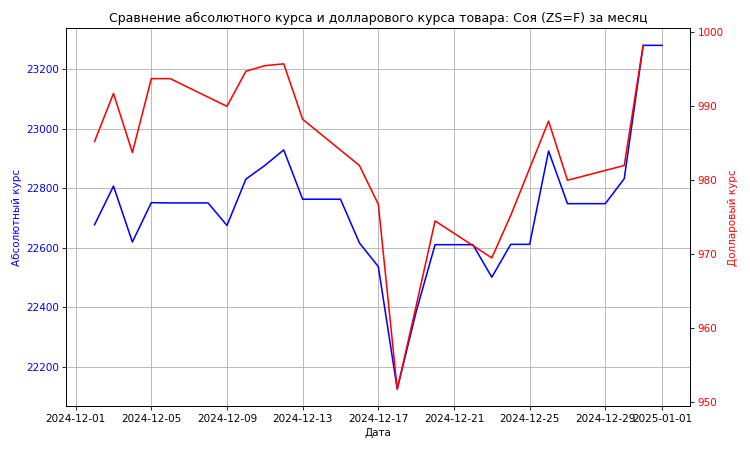 Сравнение абсолютного курса и долларового курса товара: Соя (ZS=F) за месяц
Абсолютный курс
23200
23000
22800
22600
22400
22200
1000
990
980
970
960
950
Долларовый курс
2024-12-01 2024-12-05 2024-12-09 2024-12-13 2024-12-17 2024-12-21 2024-12-25 2024-12-29 2025-01-01
Дата